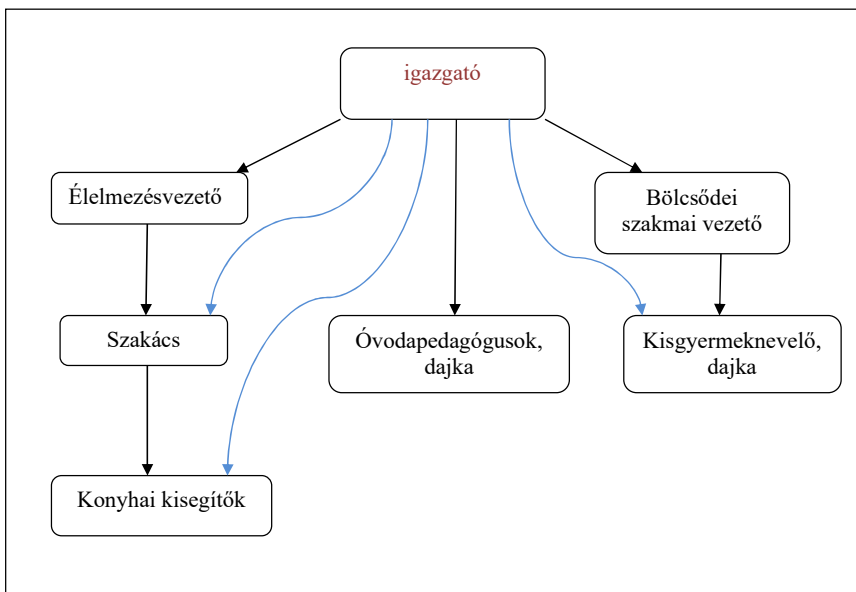 igazgató
Élelmezésvezető
Bölcsődei
szakmai vezető
Szakács
Óvodapedagógusok,
dajka
Kisgyermeknevelő,
dajka
Konyhai kisegítők